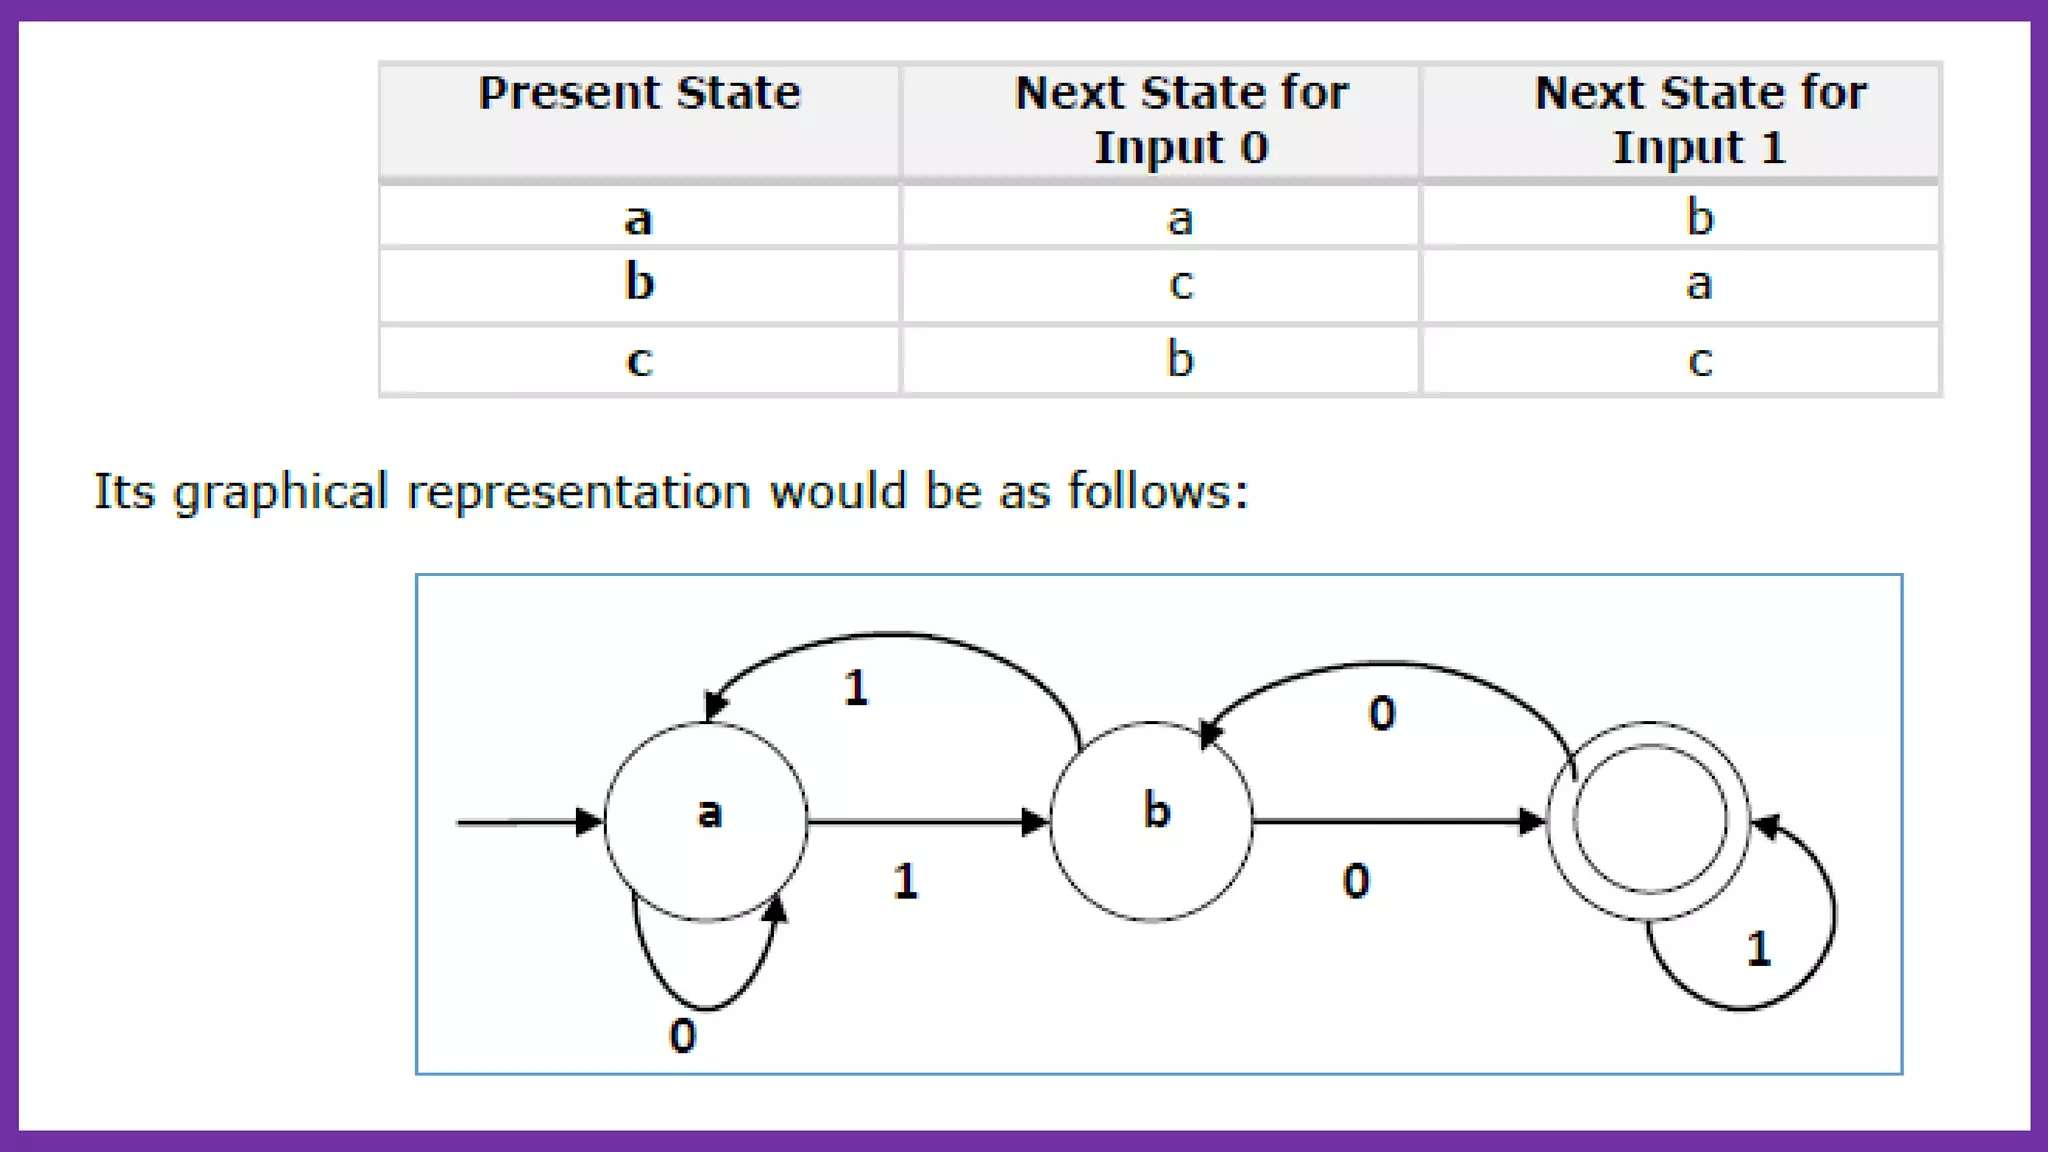 Present State Next State for Input 0 Next State for Input 1
a a b
b c a
c b c
Its graphical representation would be as follows:
1
0
a b
1 0
1
0